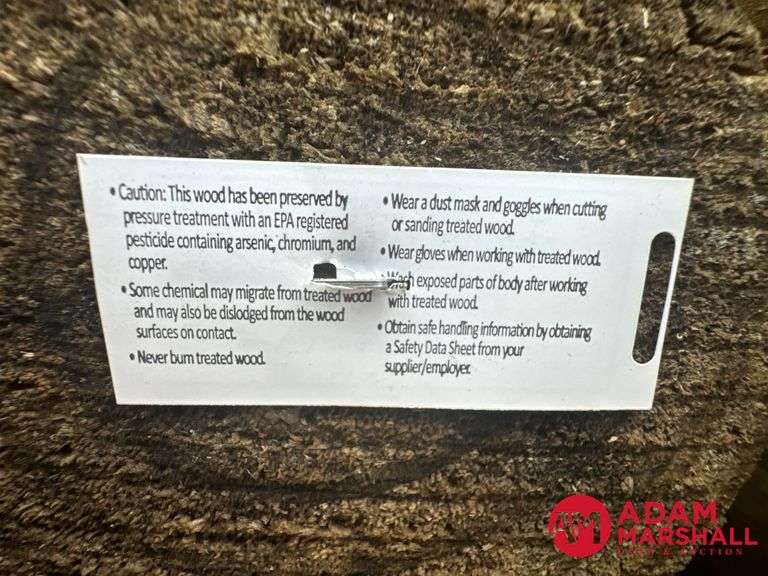 • Caution: This wood has been preserved by
pressure treatment with an EPA registered
pesticide containing arsenic, chromium, and
copper.
• Some chemical may migrate from treated wood
and may also be dislodged from the wood
surfaces on contact.
• Never burn treated wood.
• Wear a dust mask and goggles when cutting
or sanding treated wood.
• Wear gloves when working with treated wood.
• Wash exposed parts of body after working
with treated wood.
• Obtain safe handling information by obtaining
a Safety Data Sheet from your
supplier/employer.
ADAM
MARSHALL
LAND & AUCTION